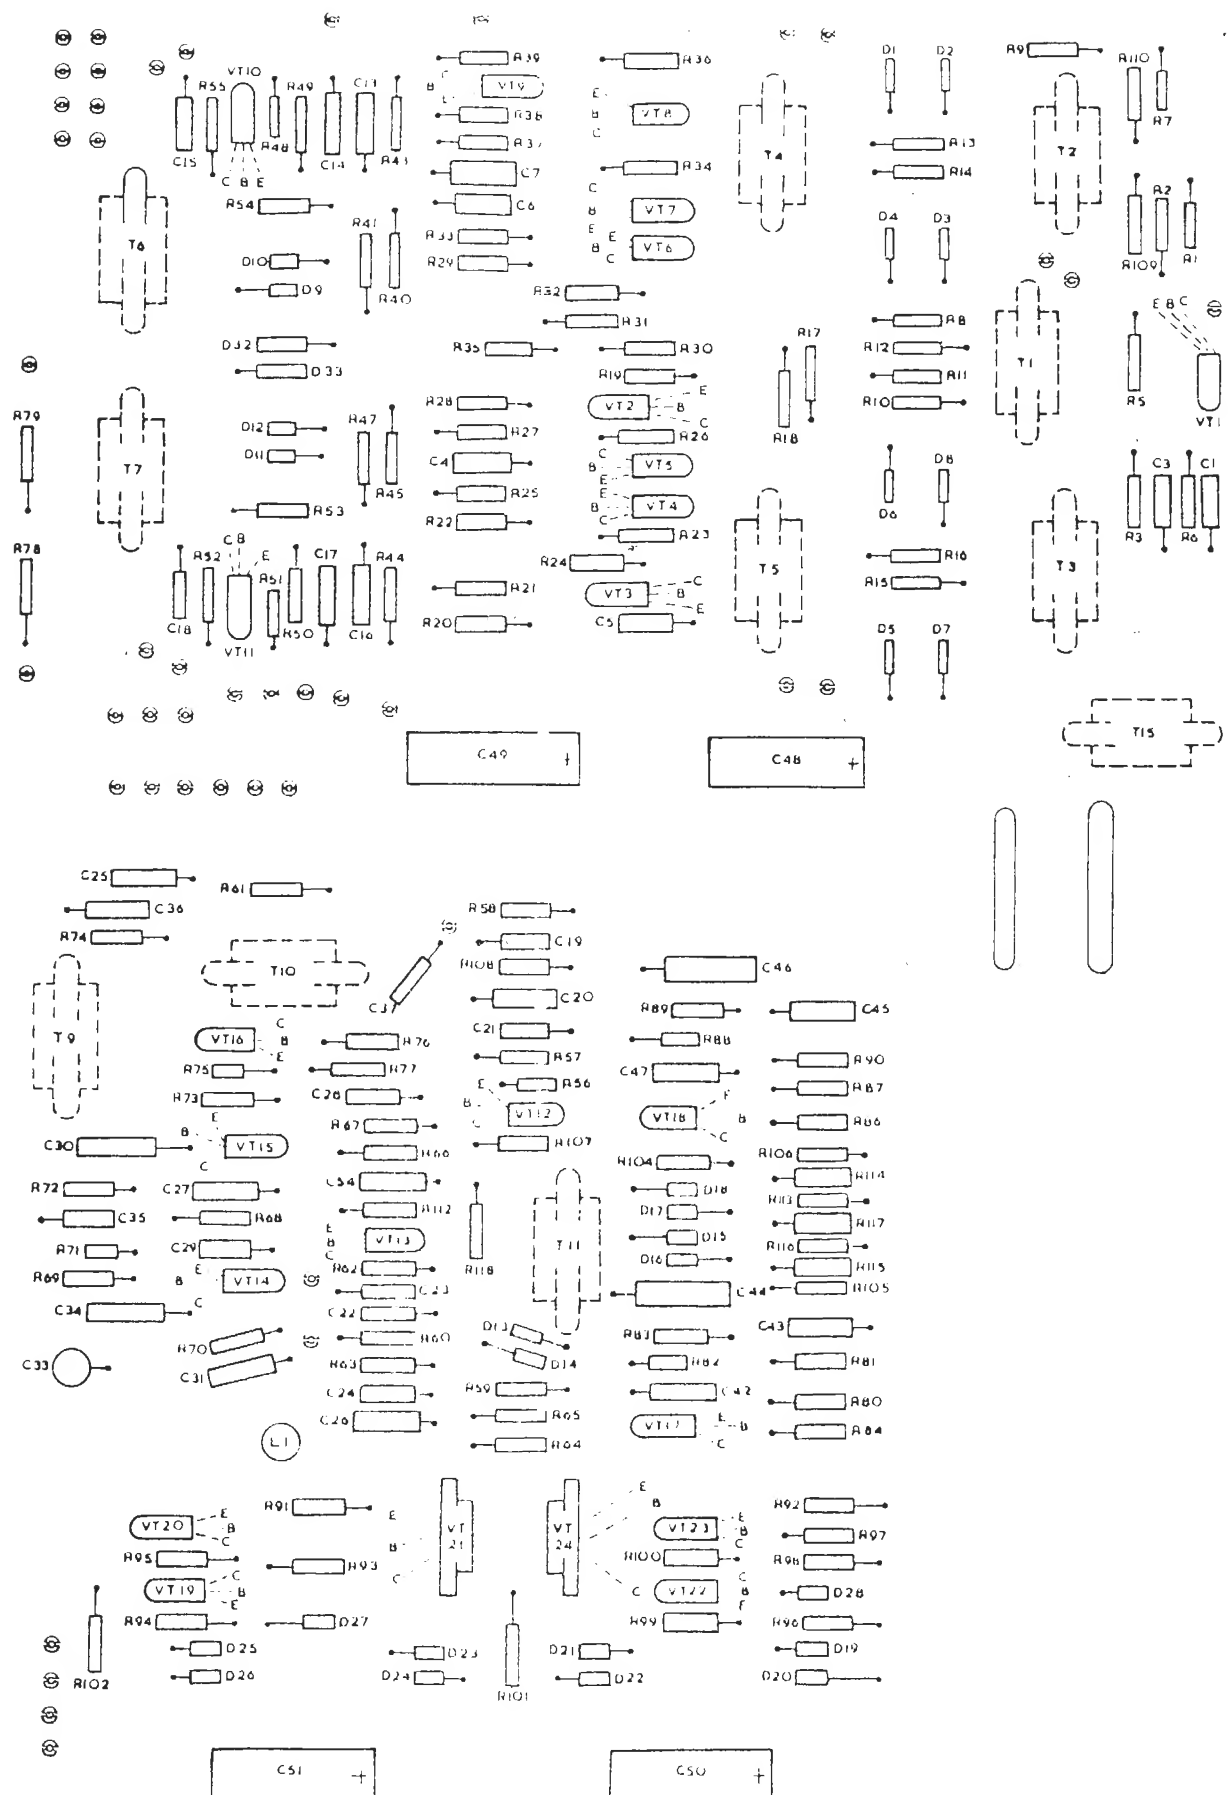 R39
R36
D1 D2
R9
R110
VT10
R55
R49
C13
VT9
B
E
E
VT8
B
C
R38
R37
C15
R48
C14
R43
C B E
R7
T4
T2
R13
R14
C7
R34
R54
C6
C
VT7
B
E
R41
R2
T6
R33
E
B VT6
C
D4 D3
D10
R29
R109
R1
D9
R40
R32
E B C
R31
R17
R8
D32
R35
R30
R12
T1
D33
R19
R11
R5
R28
VT2
E
B
C
R10
VT1
R79
R47
D12
R27
R26
R18
D11
C4
C
B VT5
E
D8
C3
C1
T7
R45
R25
E
B VT4
C
D6
R3
R6
R53
R22
R23
C B E
R78
R52
C17
R44
R24
T5
R16
T3
R51
R21
VT3
C
B
E
R15
C18
R50
C16
R20
C5
VT11
D5 D7
T15
C49 +
C48 +
C25
R61
C36
R58
R74
C19
T10
R108
C46
C20
C3
R89
C45
T9
VT16
C
B
E
R76
C21
R88
R75
R77
R57
C47
R90
R73
C28
R56
R87
E
B
C
VT12
VT18
E
B
C
R86
E
B
C
VT15
R67
C30
R66
R107
R104
R106
C54
R114
R72
C27
D18
R113
C35
R68
R112
D17
R117
R71
C29
E
B
C
VT13
T11
D15
R116
R69
E
B
C
VT14
R62
R118
D16
R115
C23
C44
R105
C34
C22
R70
R60
D13
R83
C43
C33
C31
R63
D14
R82
R81
C24
R59
C42
C26
R65
R80
L1
R64
VT17
E
B
C
R84
R91
E
B
C
VT
21
VT
24
E
B
C
R92
VT20
E
B
C
VT23
E
B
C
R97
R95
R93
R100
R98
VT19
C
B
E
VT22
C
B
D28
R94
D27
R99
R96
D25
D23
D21
D19
R102
D26
D24
R101
D22
D20
C51 +
C50 +